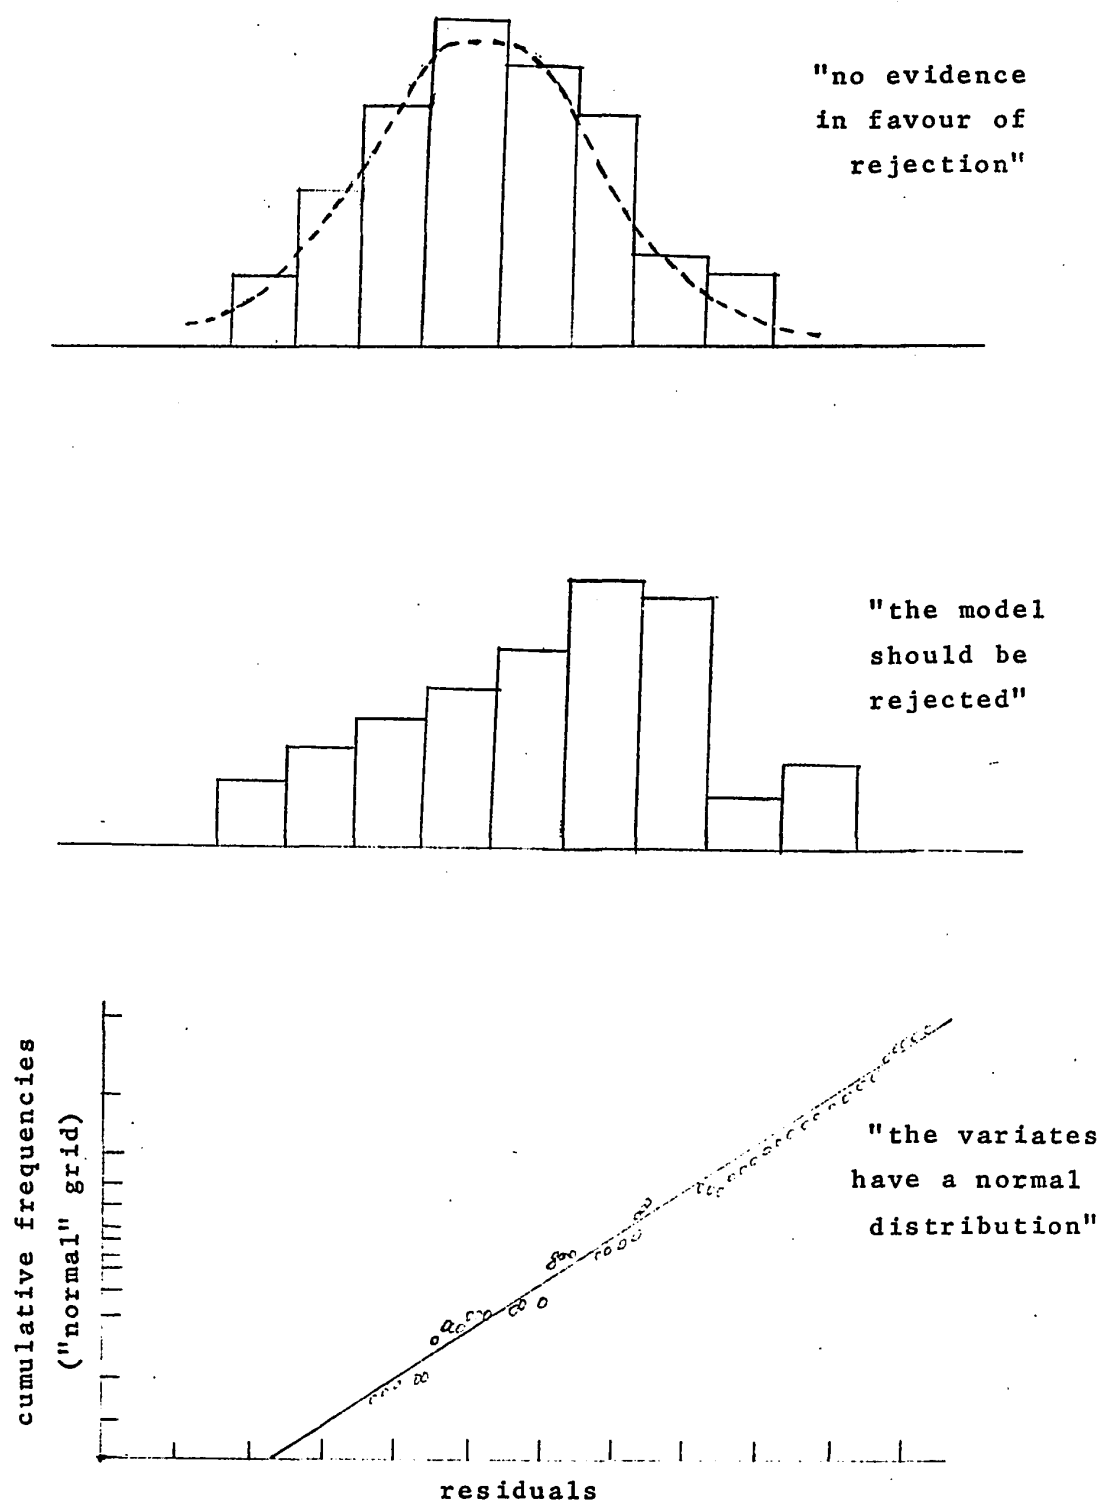 "no evidence
in favour of
rejection"
"the model
should be
rejected"
cumulative frequencies
("normal" grid)
"the variates
have a normal
distribution"
residuals